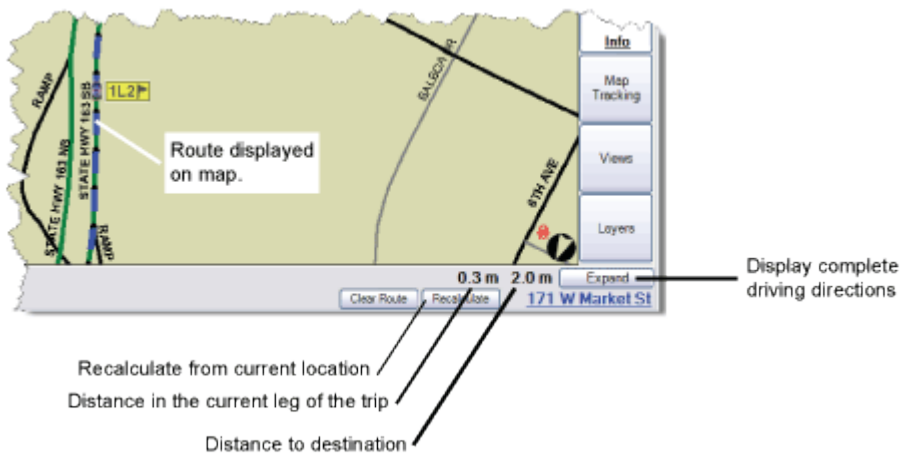 Info
Map
Tracking
Views
Layers
RAMP
STATE HWY 163 NB
STATE HWY 163 SB
1L.2
RAMP
BALBOA DR
6TH AVE
Route displayed
on map.
0.3 m 2.0 m Expand
Clear Route Recalculate 171 W Market St
Display complete
driving directions
Recalculate from current location
Distance in the current leg of the trip
Distance to destination